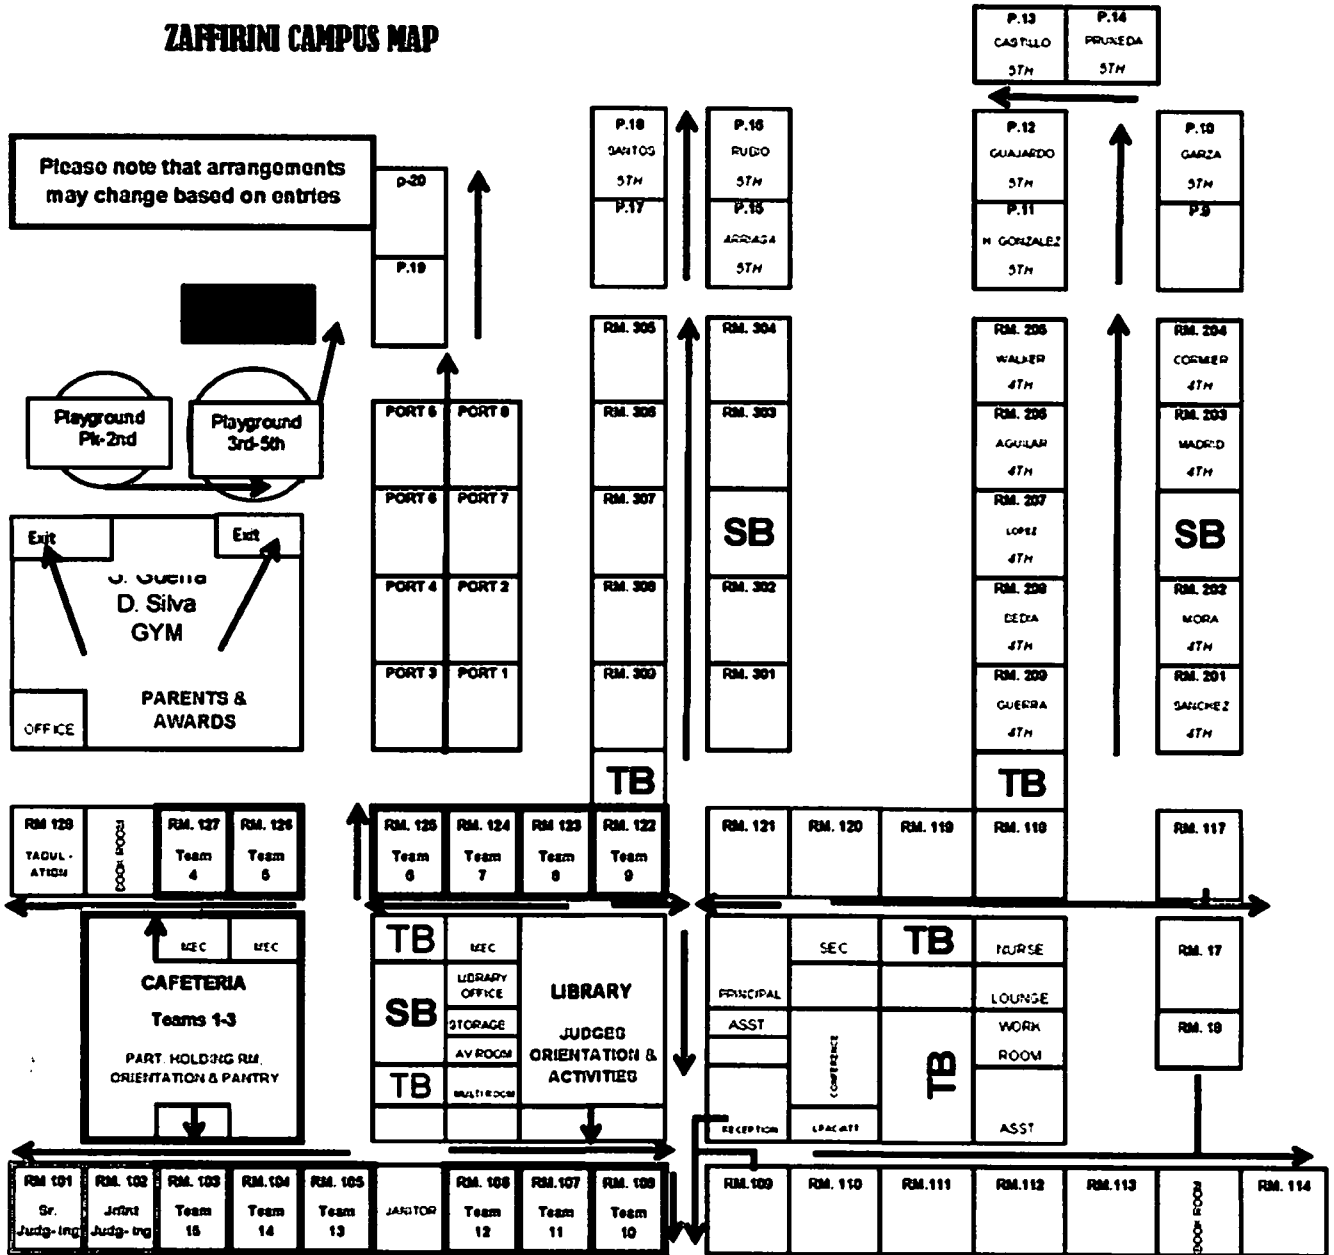 ZAFFIRINI CAMPUS MAP
P.13
CASTILLO
5TH
P.14
PRUNEDA
5TH
Please note that arrangements
may change based on entries
p-20
P.19
P.18
SANTOS
5TH
P.17
P.16
RUBIO
5TH
P.15
ARRIAGA
5TH
P.12
GUAJARDO
5TH
P.11
H. GONZALEZ
5TH
P.10
GARZA
5TH
P.9
Playground
Pk-2nd
Playground
3rd-5th
PORT 5
PORT 8
PORT 6
PORT 7
PORT 4
PORT 2
PORT 3
PORT 1
RM. 305
RM. 306
RM. 307
RM. 308
RM. 309
TB
RM. 304
RM. 303
SB
RM. 302
RM. 301
RM. 205
WALKER
4TH
RM. 206
AGUILAR
4TH
RM. 207
LOPEZ
4TH
RM. 208
DEDIA
4TH
RM. 209
GUERRA
4TH
TB
RM. 204
CORMIER
4TH
RM. 203
MADRID
4TH
SB
RM. 202
MORA
4TH
RM. 201
SANCHEZ
4TH
Exit
Exit
Guerra
D. Silva
GYM
PARENTS &
AWARDS
OFFICE
RM 128
TABUL-
ATION
BOOK ROOM
RM. 127
Team
4
RM. 126
Team
5
RM. 125
Team
6
RM. 124
Team
7
RM 123
Team
8
RM. 122
Team
9
RM. 121
RM. 120
RM. 119
RM. 118
RM. 117
MEC
MEC
CAFETERIA
Teams 1-3
PART. HOLDING RM,
ORIENTATION & PANTRY
TB
SB
TB
MEC
LIBRARY
OFFICE
STORAGE
AV ROOM
MULTI ROOM
LIBRARY
JUDGES
ORIENTATION &
ACTIVITIES
PRINCIPAL
ASST
RECEPTION
SEC
CONFERENCE
TB
TB
NURSE
LOUNGE
WORK
ROOM
ASST
RM. 17
RM. 18
RM 101
Sr.
Judg-ing
RM. 102
Judg-ing
RM. 103
Team
15
RM.104
Team
14
RM. 105
Team
13
JANITOR
RM. 106
Team
12
RM.107
Team
11
RM. 108
Team
10
RM.109
RM. 110
RM.111
RM.112
RM.113
BOOK ROOM
RM. 114